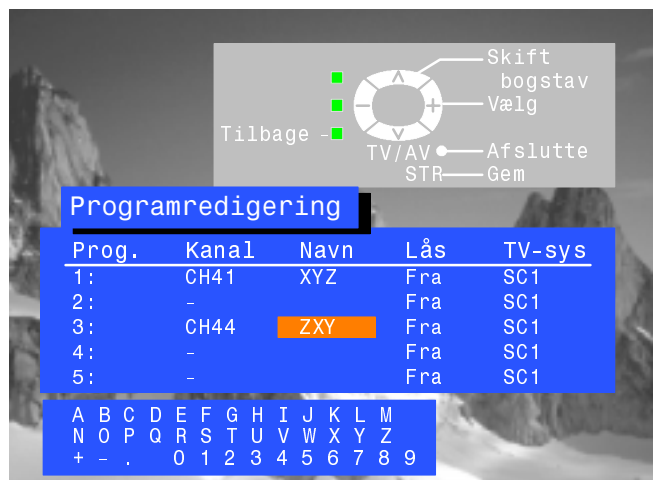 Skift
bogstav
Vælg
Tilbage
TV/AV Afslutte
STR Gem
Programredigering
Prog. Kanal Navn Lås TV-sys
1: CH41 XYZ Fra SC1
2: - Fra SC1
3: CH44 ZXY Fra SC1
4: - Fra SC1
5: - Fra SC1
A B C D E F G H I J K L M
N O P Q R S T U V W X Y Z
+ - . 0 1 2 3 4 5 6 7 8 9